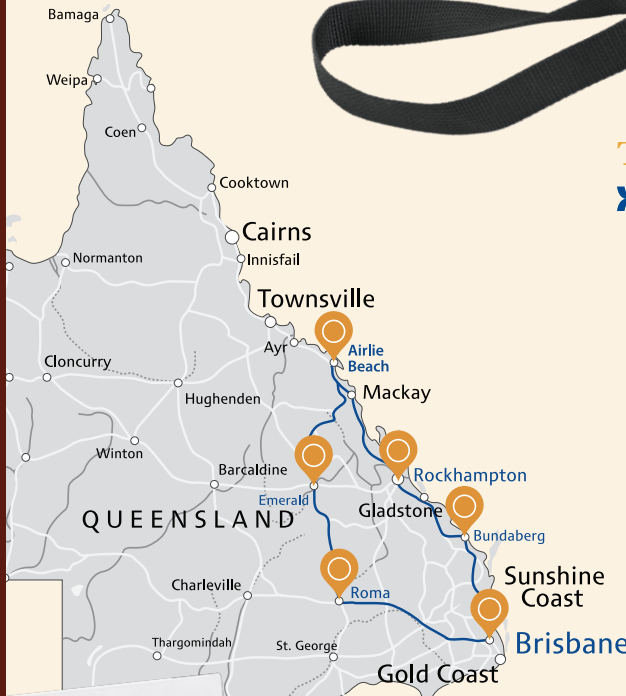 Bamaga
Weipa
Coen
Cooktown
Cairns
Normanton
Innisfail
Townsville
Ayr
Airlie
Beach
Cloncurry
Hughenden
Mackay
Winton
Barcaldine
Rockhampton
Emerald
Gladstone
QUEENSLAND
Bundaberg
Charleville
Roma
Sunshine
Coast
Thargomindah
St. George
Brisbane
Gold Coast